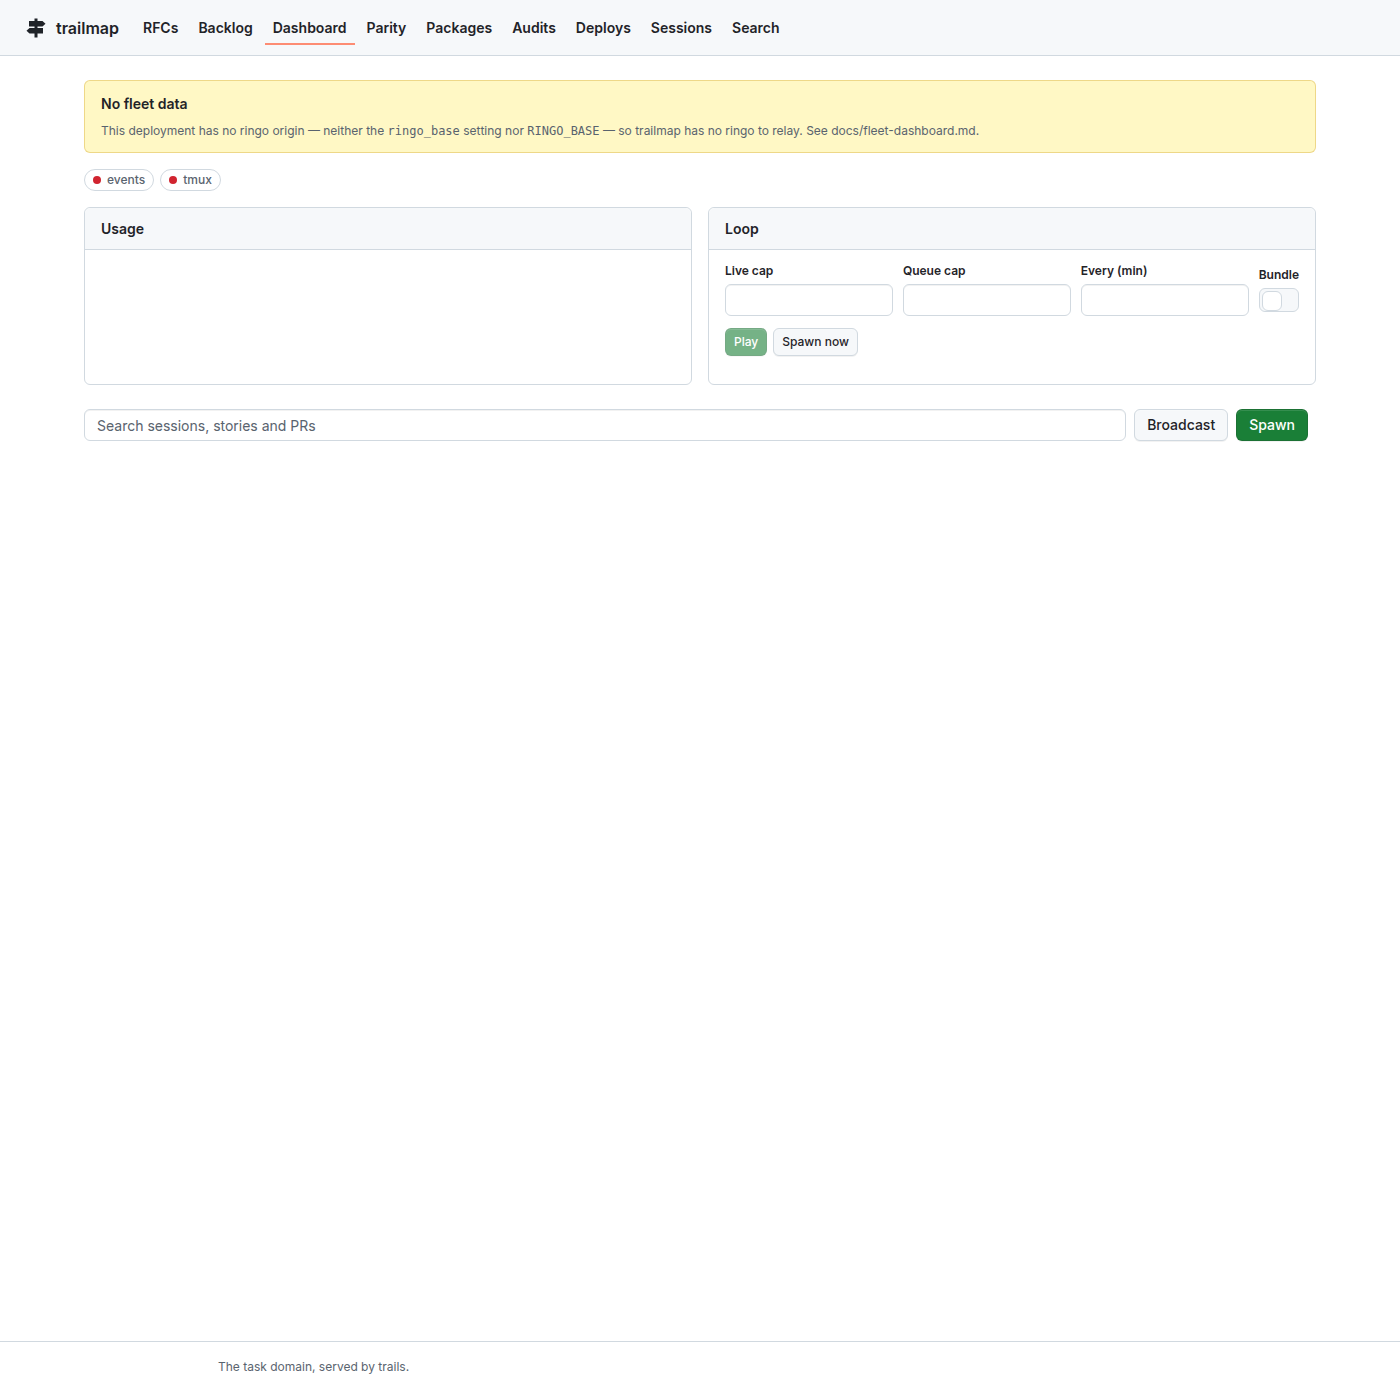 trailmap RFCs Backlog Dashboard Parity Packages Audits Deploys Sessions Search
No fleet data
This deployment has no ringo origin — neither the ringo_base setting nor RINGO_BASE — so trailmap has no ringo to relay. See docs/fleet-dashboard.md.
events tmux
Usage
Loop
Live cap Queue cap Every (min) Bundle
Play Spawn now
Search sessions, stories and PRs Broadcast Spawn
The task domain, served by trails.